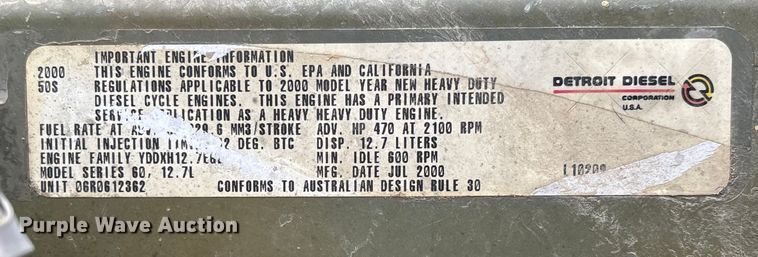 IMPORTANT ENGINE INFORMATION
2000 THIS ENGINE CONFORMS TO U.S. EPA AND CALIFORNIA
50S REGULATIONS APPLICABLE TO 2000 MODEL YEAR NEW HEAVY DUTY
DIESEL CYCLE ENGINES. THIS ENGINE HAS A PRIMARY INTENDED
SERVICE APPLICATION AS A HEAVY HEAVY DUTY ENGINE.
FUEL RATE AT MM3/STROKE ADV. HP 470 AT 2100 RPM
INITIAL INJECTION DEG. BTC DISP. 12.7 LITERS
ENGINE FAMILY MIN. IDLE 600 RPM
MODEL SERIES 60, 12.7L MFG. DATE JUL 2000
UNIT 06R0612362 CONFORMS TO AUSTRALIAN DESIGN RULE 30
DETROIT DIESEL
CORPORATION
U.S.A.
Purple Wave Auction